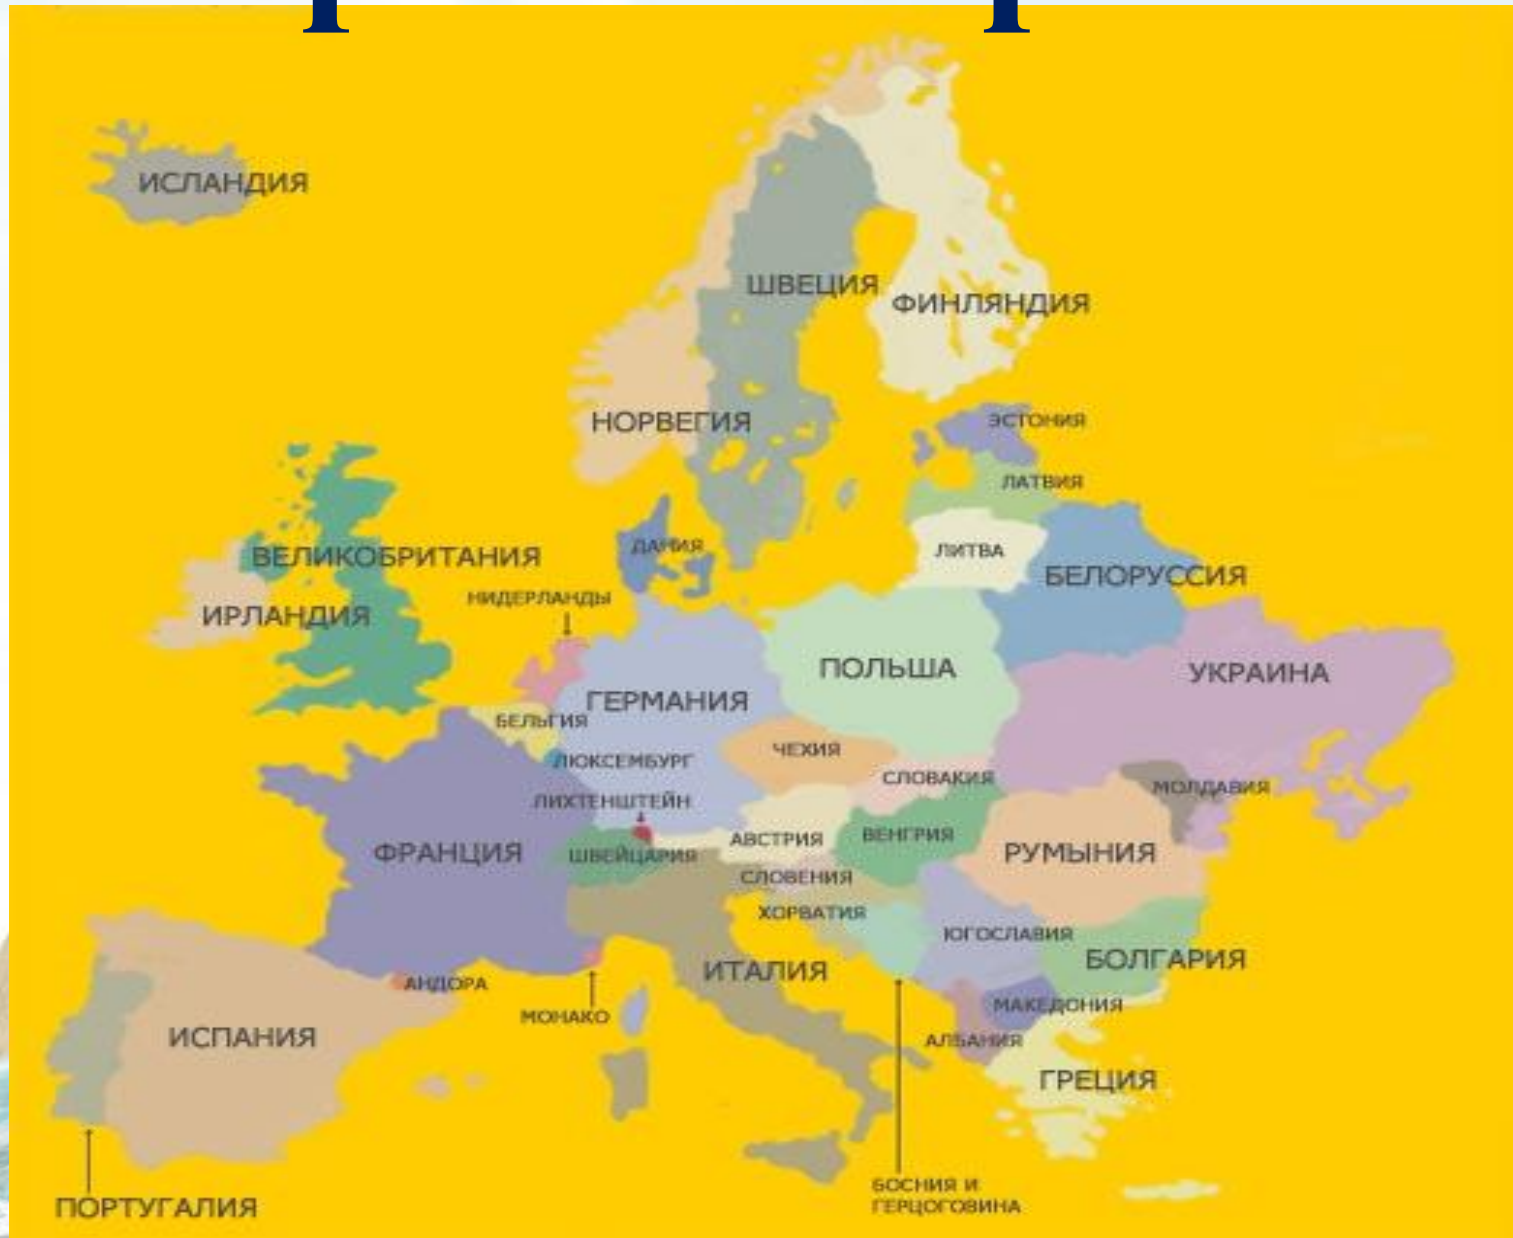 ИСЛАНДИЯ
ШВЕЦИЯ
ФИНЛЯНДИЯ
НОРВЕГИЯ
ЭСТОНИЯ
ЛАТВИЯ
ЛИТВА
ДАНИЯ
ВЕЛИКОБРИТАНИЯ
БЕЛОРУССИЯ
НИДЕРЛАНДЫ
ИРЛАНДИЯ
ПОЛЬША
УКРАИНА
ГЕРМАНИЯ
БЕЛЬГИЯ
ЧЕХИЯ
ЛЮКСЕМБУРГ
СЛОВАКИЯ
МОЛДАВИЯ
ЛИХТЕНШТЕЙН
АВСТРИЯ
ВЕНГРИЯ
ФРАНЦИЯ
ШВЕЙЦАРИЯ
РУМЫНИЯ
СЛОВЕНИЯ
ХОРВАТИЯ
ЮГОСЛАВИЯ
БОЛГАРИЯ
ИТАЛИЯ
АНДОРА
МАКЕДОНИЯ
МОНАКО
ИСПАНИЯ
АЛБАНИЯ
ГРЕЦИЯ
БОСНИЯ И
ГЕРЦОГОВИНА
ПОРТУГАЛИЯ